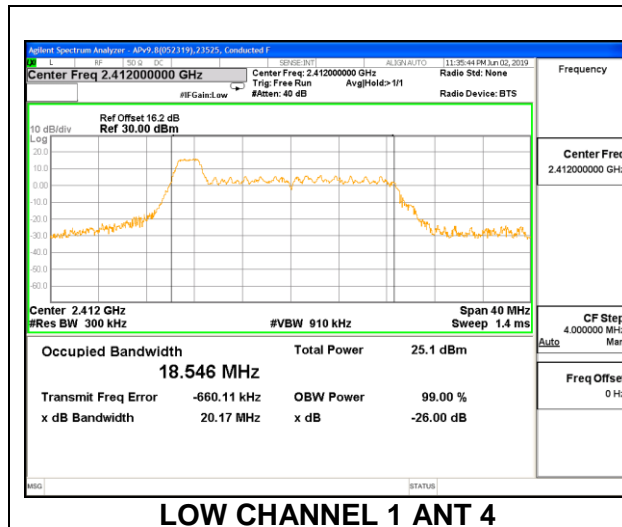 Agilent Spectrum Analyzer - APv9.8(052319),23525, Conducted F
L RF 50 Ω DC SENSE:INT ALIGN AUTO 11:35:44 PM Jun 02, 2019
Center Freq 2.412000000 GHz Center Freq: 2.412000000 GHz Radio Std: None Frequency
Trig: Free Run Avg|Hold:>1/1
#IFGain:Low #Atten: 40 dB Radio Device: BTS
Ref Offset 16.2 dB
10 dB/div Ref 30.00 dBm
Log
20.0
10.0
0.00
-10.0
-20.0
-30.0
-40.0
-50.0
-60.0
Center Freq
2.412000000 GHz
Center 2.412 GHz Span 40 MHz
#Res BW 300 kHz #VBW 910 kHz Sweep 1.4 ms
CF Step
4.000000 MHz
Auto Man
Occupied Bandwidth Total Power 25.1 dBm
18.546 MHz
Transmit Freq Error -660.11 kHz OBW Power 99.00 %
x dB Bandwidth 20.17 MHz x dB -26.00 dB
Freq Offset
0 Hz
MSG STATUS
LOW CHANNEL 1 ANT 4